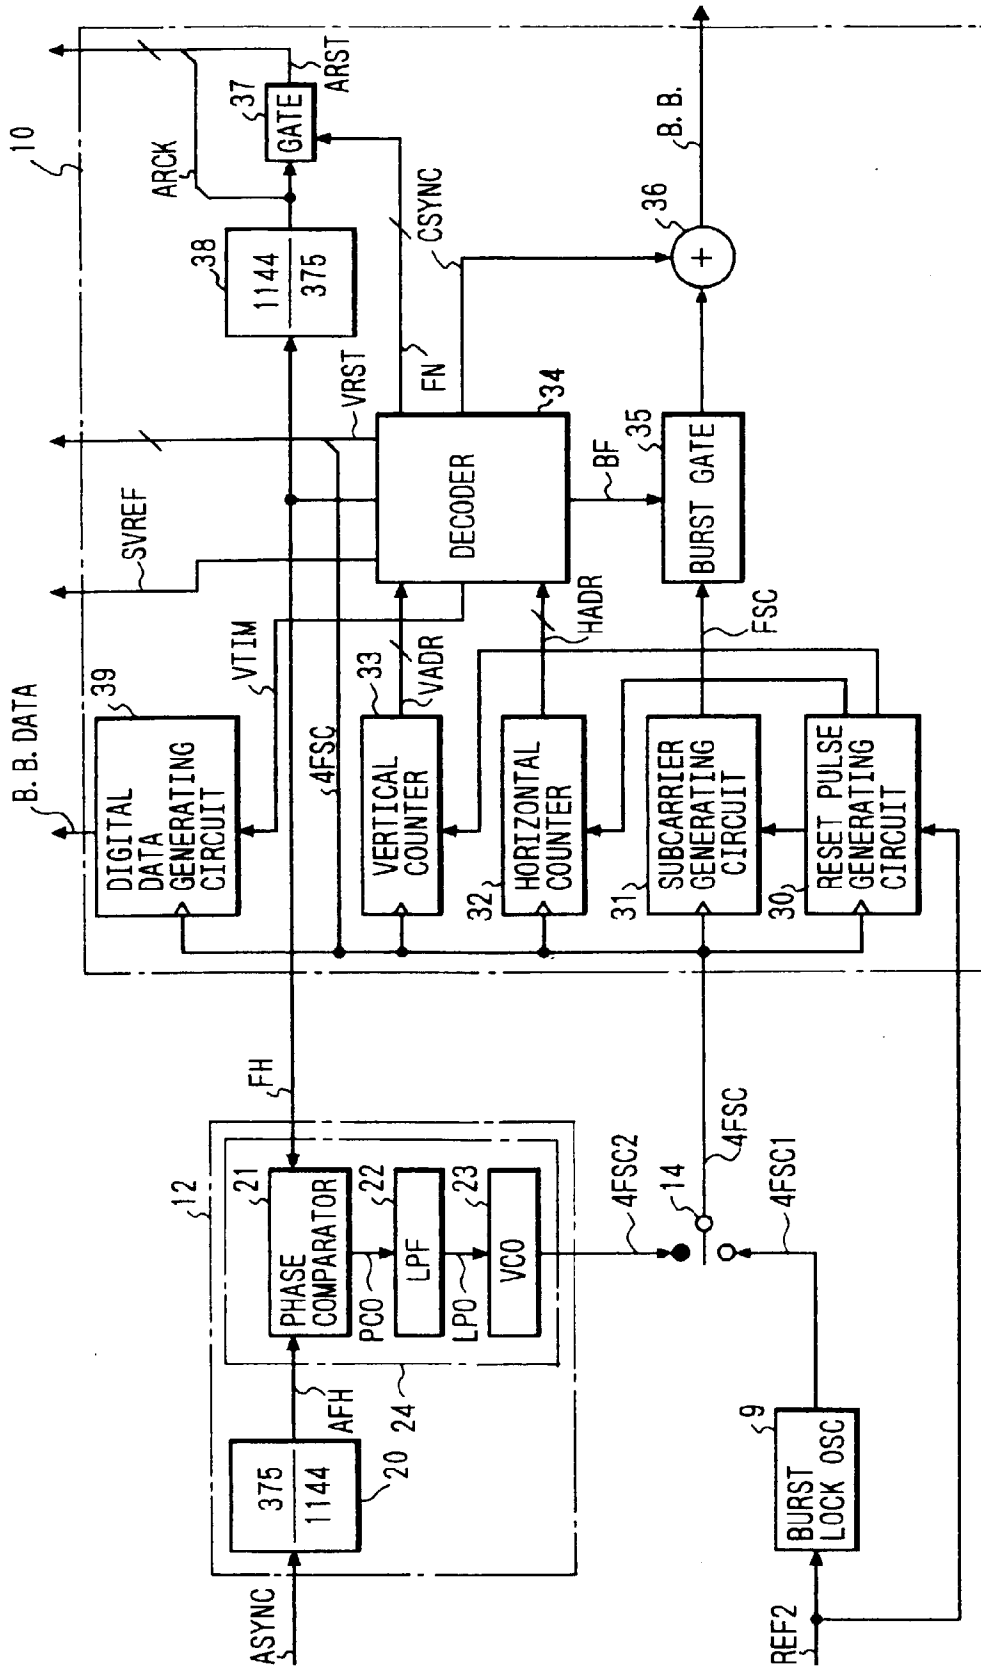 10
ARCK
37
GATE
ARST
38
1144
375
36
B. B.
CSYNC
FN
VRST
34
DECODER
BF
35
BURST GATE
SVREF
VTIM
4FSC
B. B. DATA
39
DIGITAL
DATA
GENERATING
CIRCUIT
33
VERTICAL
COUNTER
VADR
32
HORIZONTAL
COUNTER
HADR
31
SUBCARRIER
GENERATING
CIRCUIT
FSC
30
RESET PULSE
GENERATING
CIRCUIT
FH
12
21
PHASE
COMPARATOR
PCO
22
LPF
LPO
23
VCO
24
AFH
375
1144
20
ASYNC
4FSC2
14
4FSC
4FSC1
9
BURST
LOCK OSC
REF2